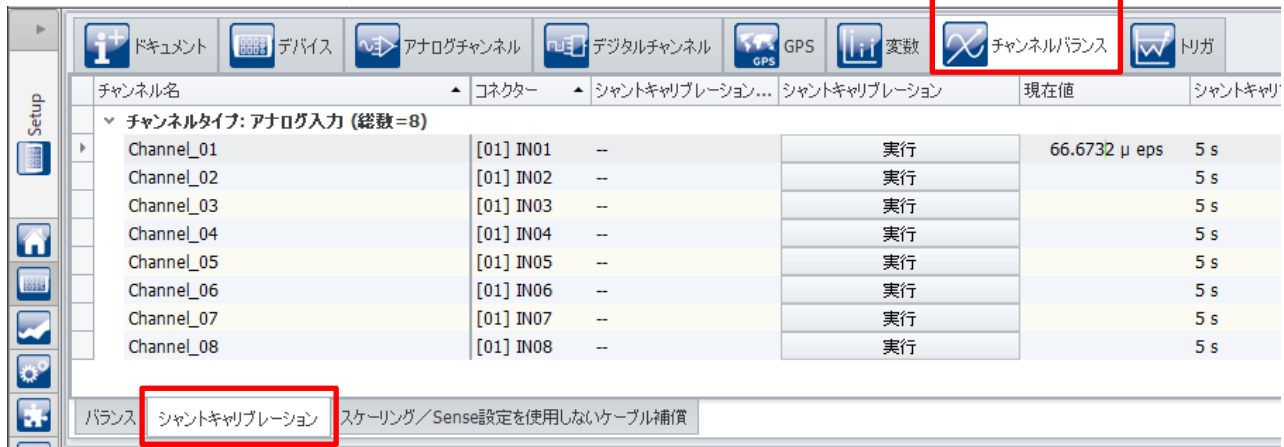 ドキュメント デバイス アナログチャンネル デジタルチャンネル GPS GPS 変数 チャンネルバランス トリガ
Setup
チャンネル名 コネクター シャントキャリブレーション... シャントキャリブレーション 現在値 シャントキャリブ
チャンネルタイプ: アナログ入力 (総数=8)
Channel_01 [01] IN01 -- 実行 66.6732 µ eps 5 s
Channel_02 [01] IN02 -- 実行 5 s
Channel_03 [01] IN03 -- 実行 5 s
Channel_04 [01] IN04 -- 実行 5 s
Channel_05 [01] IN05 -- 実行 5 s
Channel_06 [01] IN06 -- 実行 5 s
Channel_07 [01] IN07 -- 実行 5 s
Channel_08 [01] IN08 -- 実行 5 s
バランス シャントキャリブレーション スケーリング／Sense設定を使用しないケーブル補償